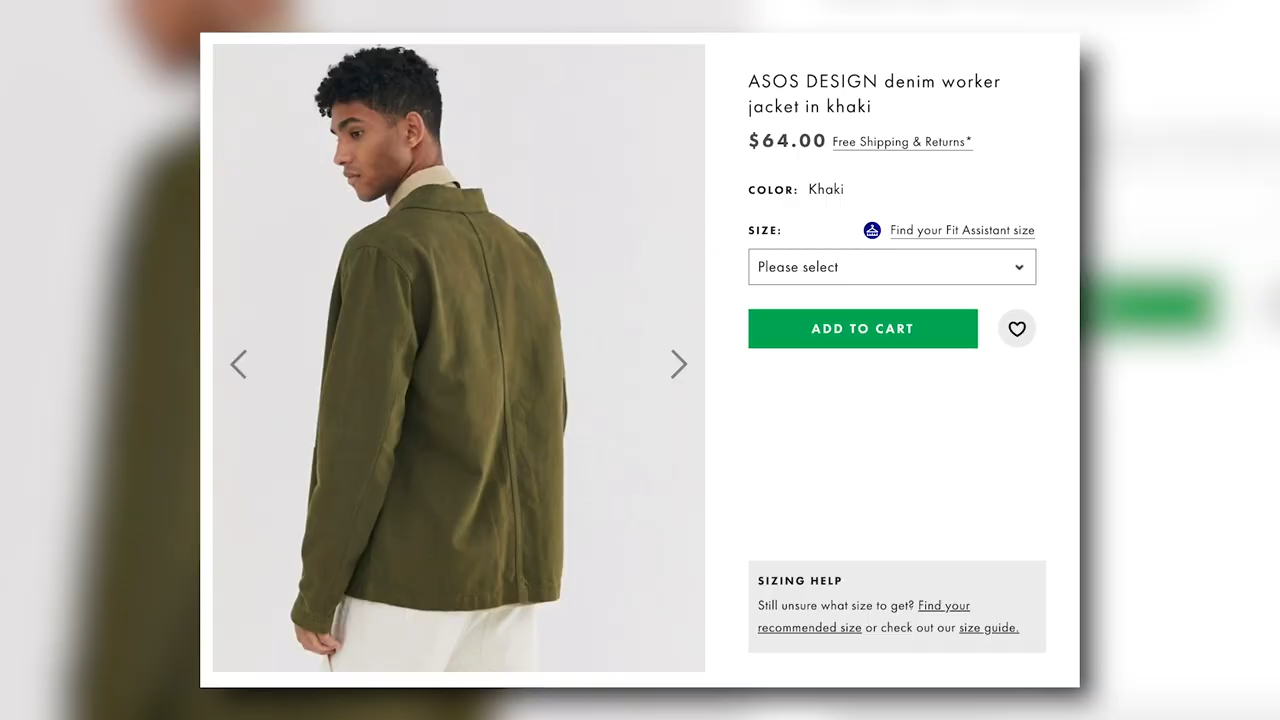 ASOS DESIGN denim worker
jacket in khaki
$64.00 Free Shipping & Returns*
COLOR: Khaki
SIZE: Find your Fit Assistant size
Please select
ADD TO CART
SIZING HELP
Still unsure what size to get? Find your
recommended size or check out our size guide.